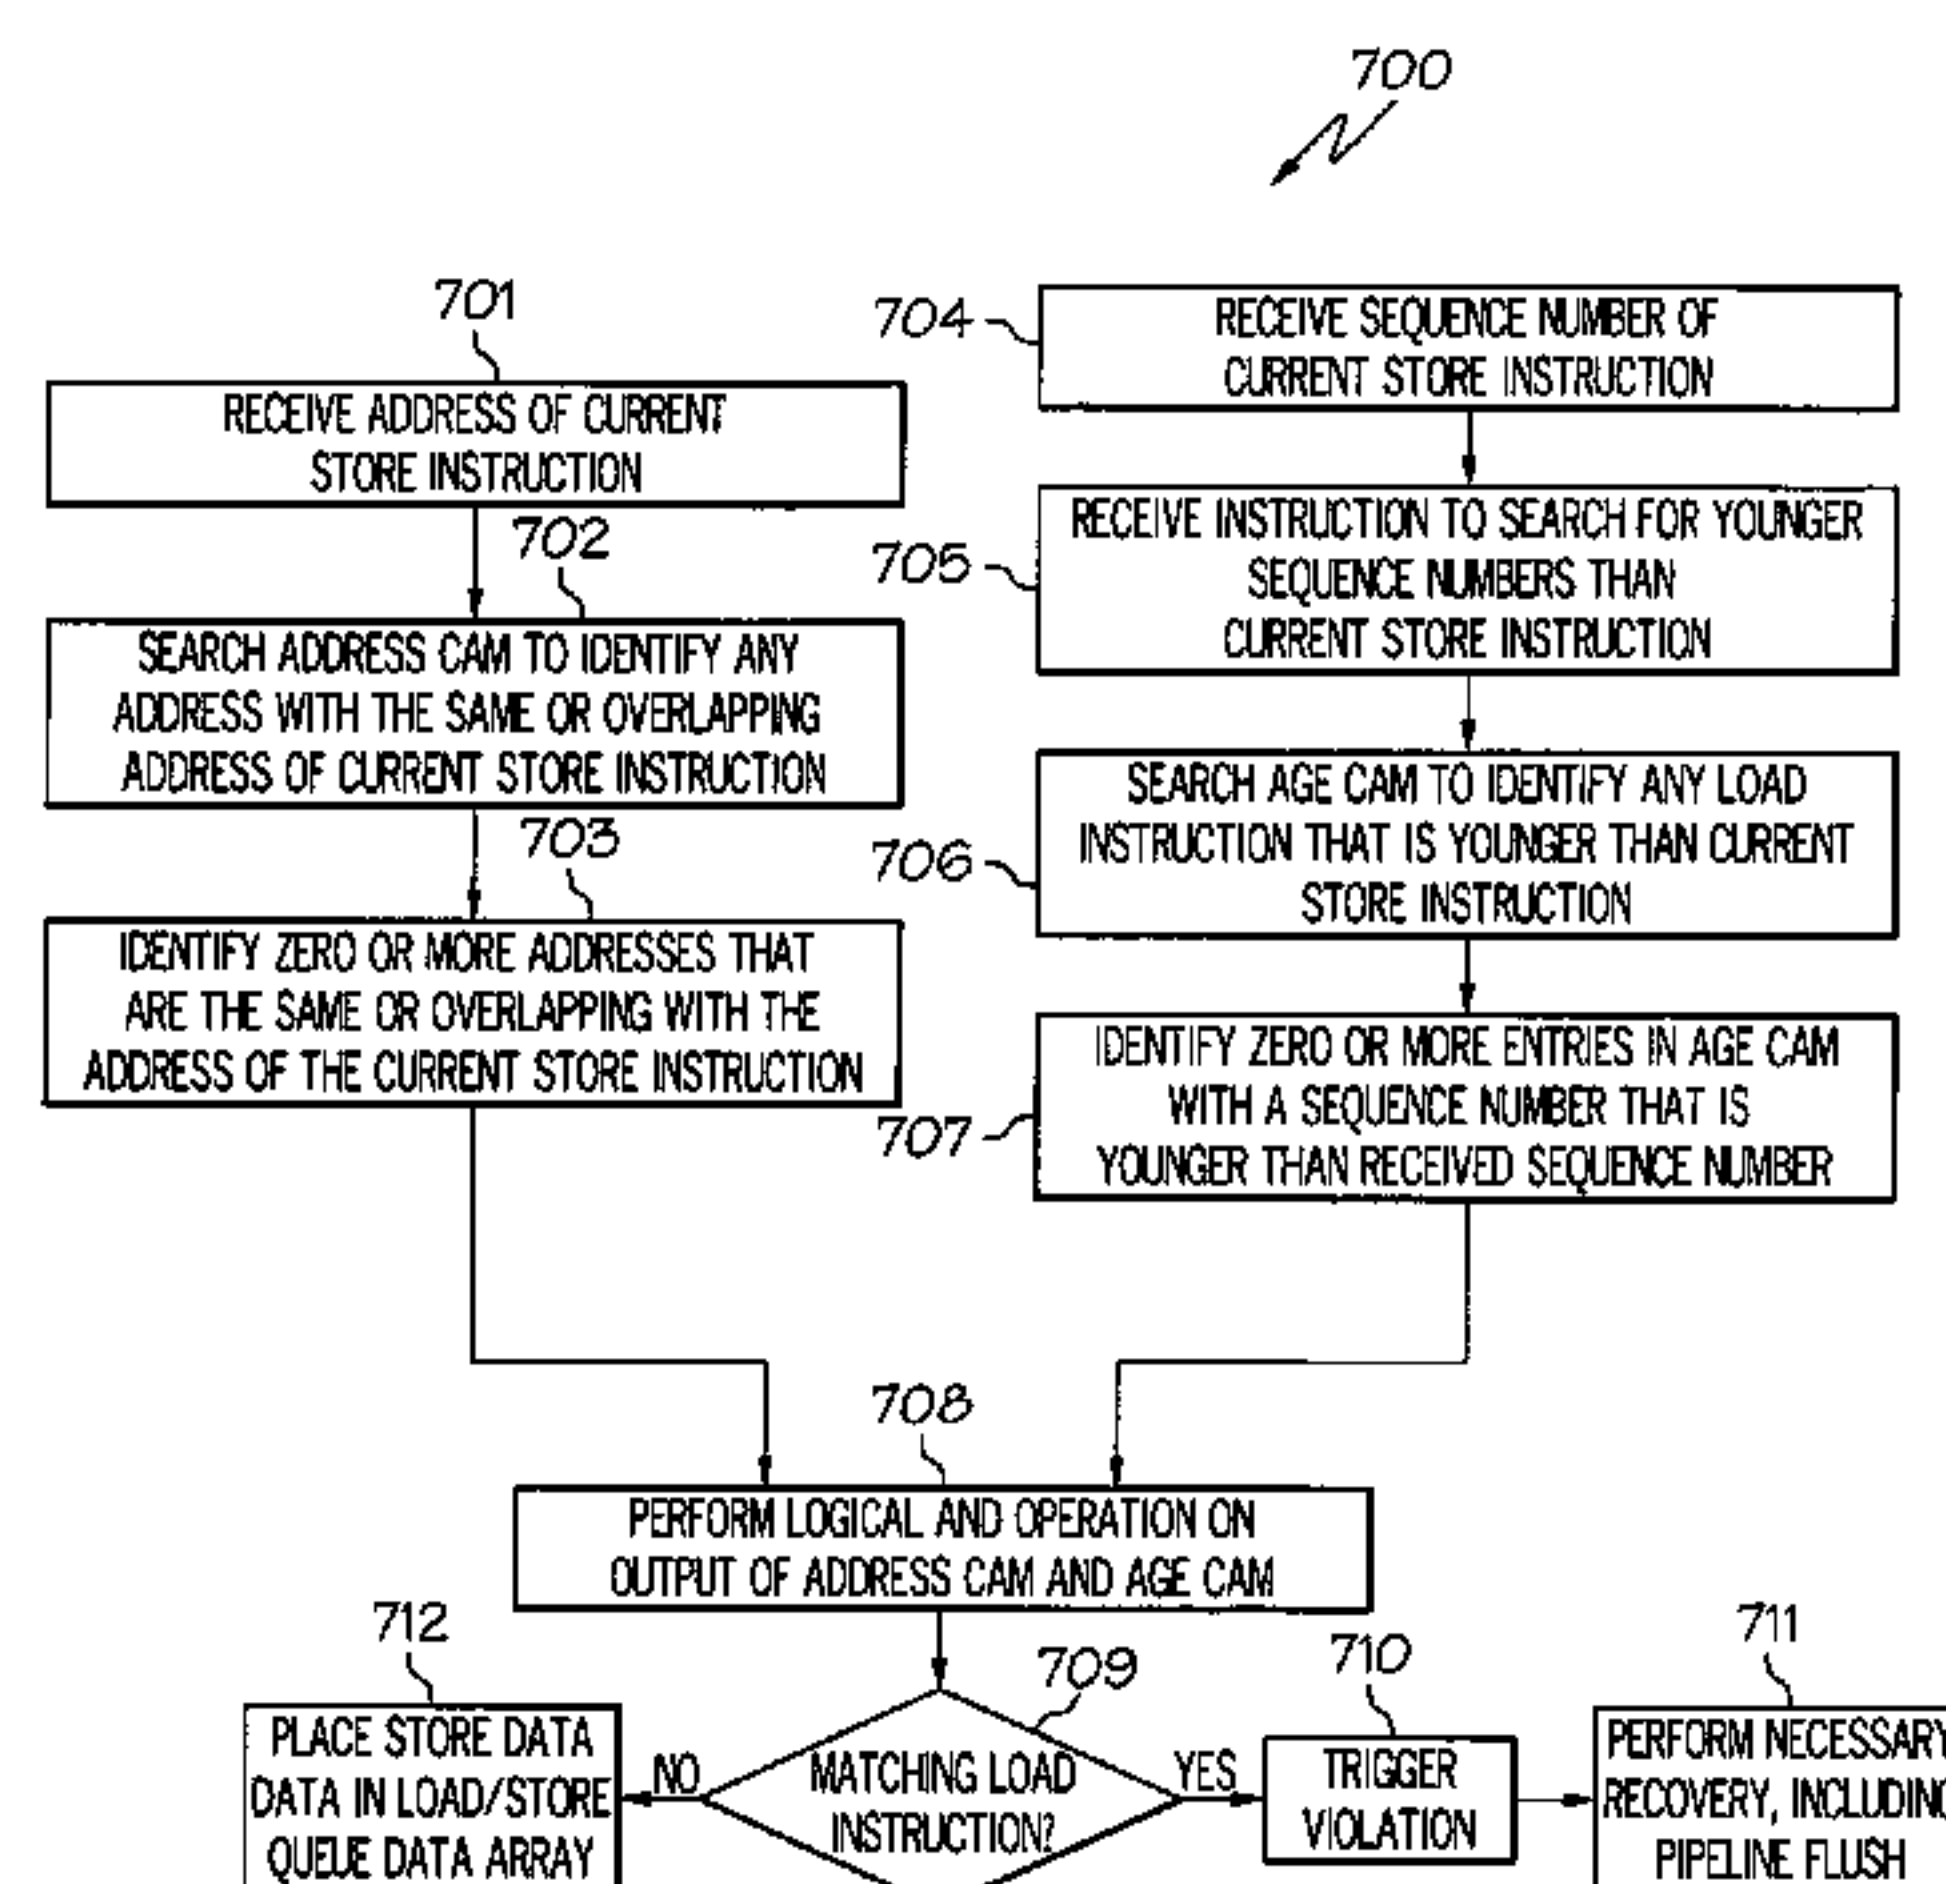 700
701
RECEIVE ADDRESS OF CURRENT
STORE INSTRUCTION
702
SEARCH ADDRESS CAM TO IDENTIFY ANY
ADDRESS WITH THE SAME OR OVERLAPPING
ADDRESS OF CURRENT STORE INSTRUCTION
703
IDENTIFY ZERO OR MORE ADDRESSES THAT
ARE THE SAME OR OVERLAPPING WITH THE
ADDRESS OF THE CURRENT STORE INSTRUCTION
704
RECEIVE SEQUENCE NUMBER OF
CURRENT STORE INSTRUCTION
705
RECEIVE INSTRUCTION TO SEARCH FOR YOUNGER
SEQUENCE NUMBERS THAN
CURRENT STORE INSTRUCTION
706
SEARCH AGE CAM TO IDENTIFY ANY LOAD
INSTRUCTION THAT IS YOUNGER THAN CURRENT
STORE INSTRUCTION
707
IDENTIFY ZERO OR MORE ENTRIES IN AGE CAM
WITH A SEQUENCE NUMBER THAT IS
YOUNGER THAN RECEIVED SEQUENCE NUMBER
708
PERFORM LOGICAL AND OPERATION ON
OUTPUT OF ADDRESS CAM AND AGE CAM
709
MATCHING LOAD
INSTRUCTION?
NO
712
PLACE STORE DATA
DATA IN LOAD/STORE
QUEUE DATA ARRAY
YES
710
TRIGGER
VIOLATION
711
PERFORM NECESSARY
RECOVERY, INCLUDING
PIPELINE FLUSH